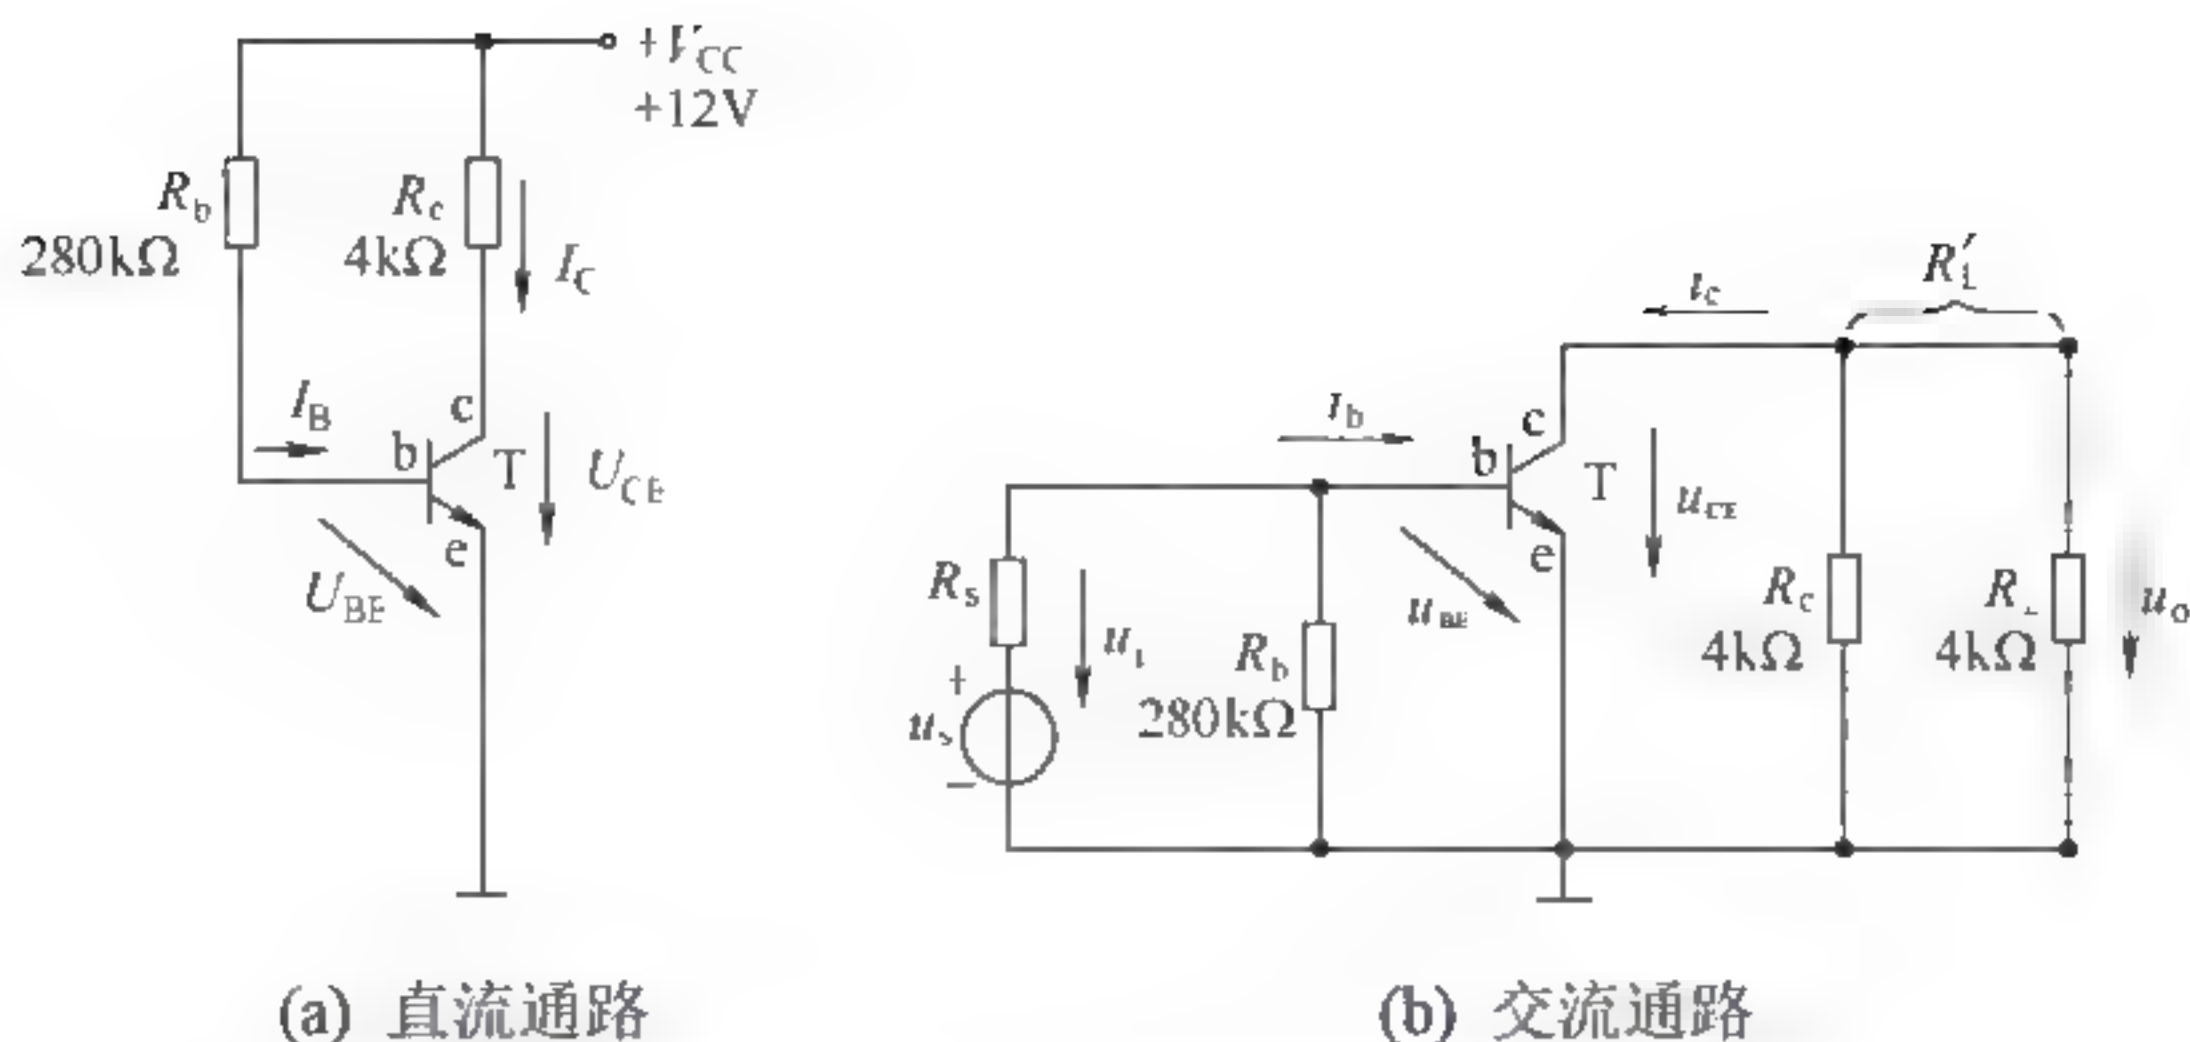 +V_CC
+12V
R_b
280kΩ
R_c
4kΩ
I_C
I_B
b
c
T
e
U_CE
U_BE
(a) 直流通路
R_s
u_s
+
−
u_i
R_b
280kΩ
i_b
b
c
T
e
u_BE
u_CE
i_c
R'_L
R_c
4kΩ
R_L
4kΩ
u_o
(b) 交流通路